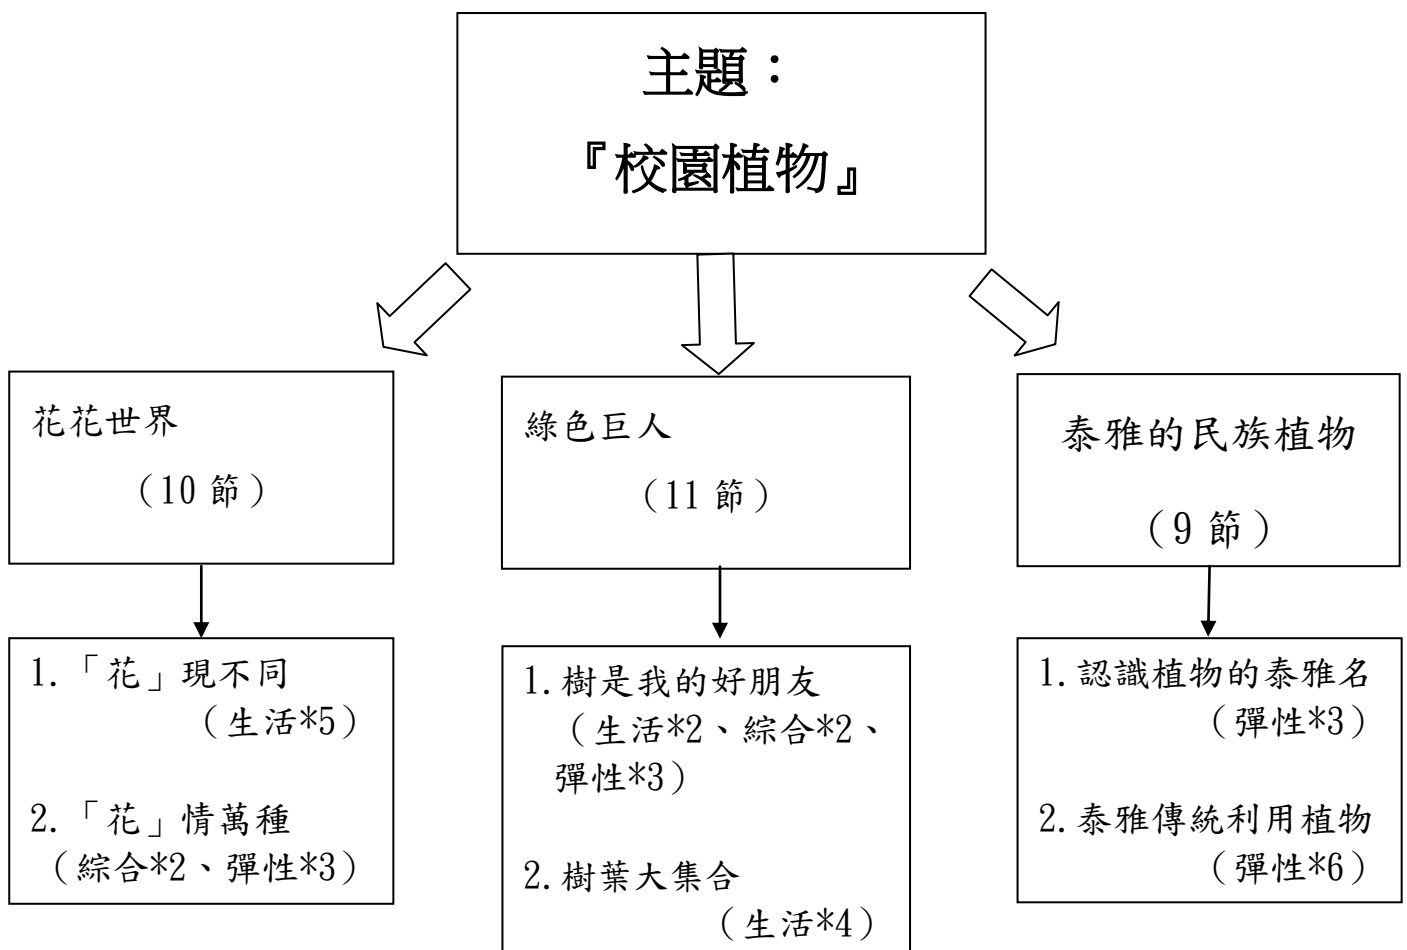 主題：
『校園植物』
花花世界
（10 節）
綠色巨人
（11 節）
泰雅的民族植物
（9 節）
1.「花」現不同
（生活*5）
2.「花」情萬種
（綜合*2、彈性*3）
1.樹是我的好朋友
（生活*2、綜合*2、
彈性*3）
2.樹葉大集合
（生活*4）
1.認識植物的泰雅名
（彈性*3）
2.泰雅傳統利用植物
（彈性*6）